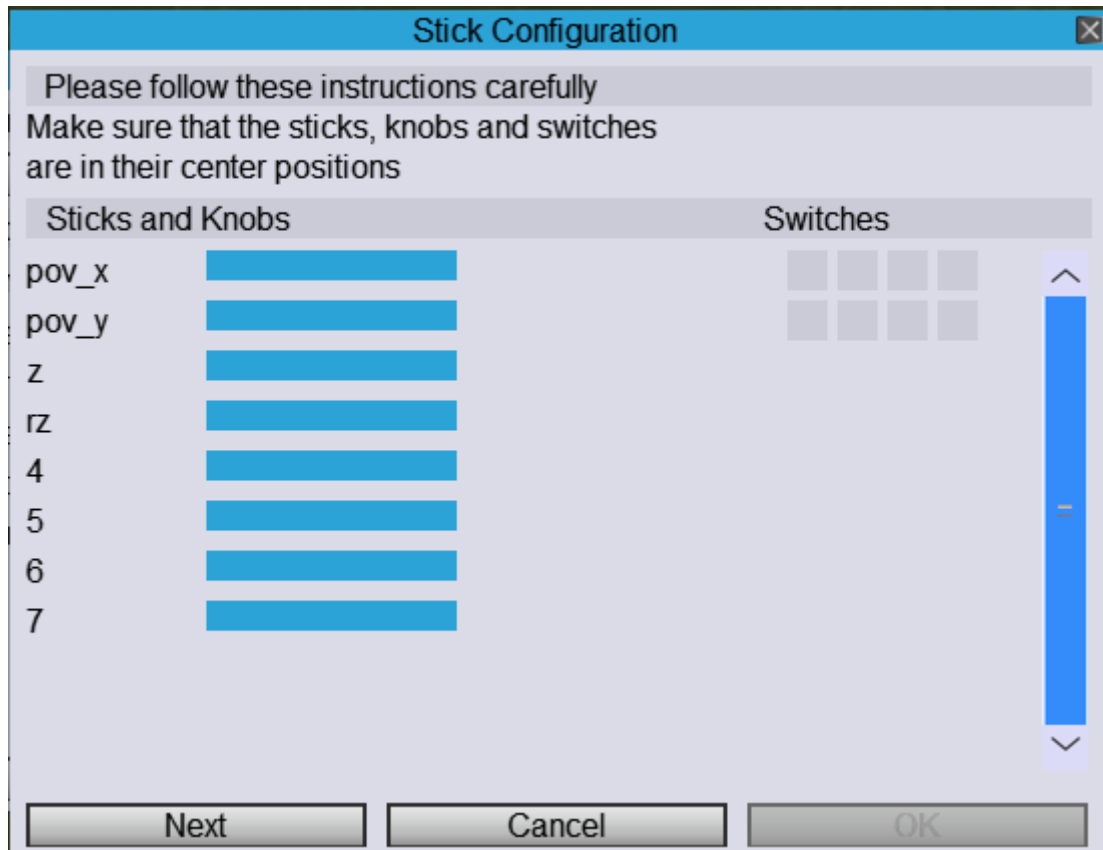 Stick Configuration
Please follow these instructions carefully
Make sure that the sticks, knobs and switches
are in their center positions
Sticks and Knobs Switches
pov_x
pov_y
z
rz
4
5
6
7
Next Cancel OK